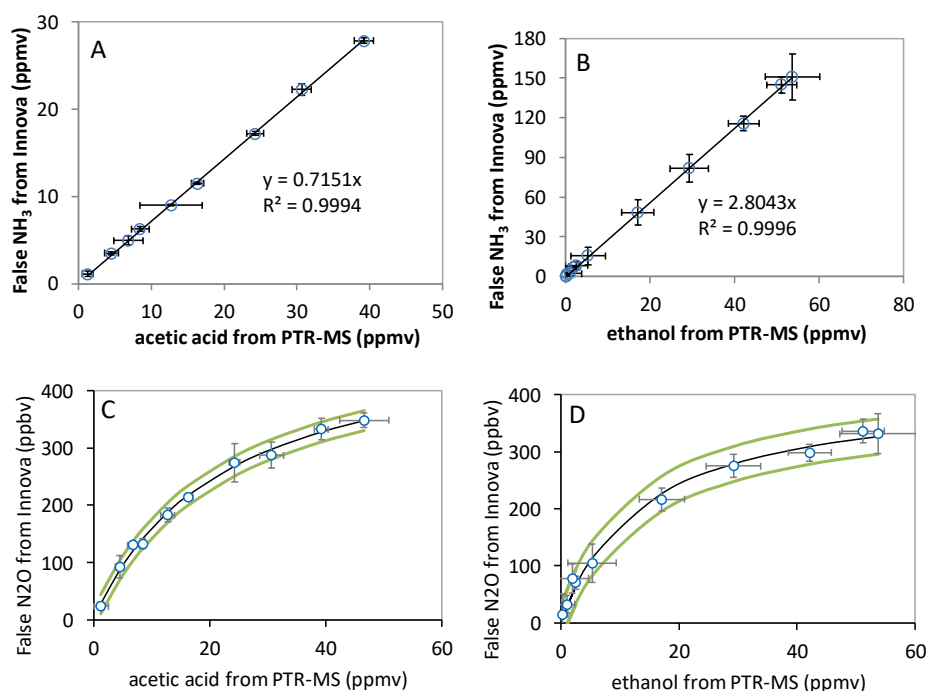 A
False NH₃ from Innova (ppmv)
30
20
10
0
y = 0.7151x
R² = 0.9994
0 10 20 30 40 50
acetic acid from PTR-MS (ppmv)
B
False NH₃ from Innova (ppmv)
180
150
120
90
60
30
0
y = 2.8043x
R² = 0.9996
0 20 40 60 80
ethanol from PTR-MS (ppmv)
C
False N2O from Innova (ppbv)
400
300
200
100
0
0 20 40 60
acetic acid from PTR-MS (ppmv)
D
False N2O from Innova (ppbv)
400
300
200
100
0
0 20 40 60
ethanol from PTR-MS (ppmv)